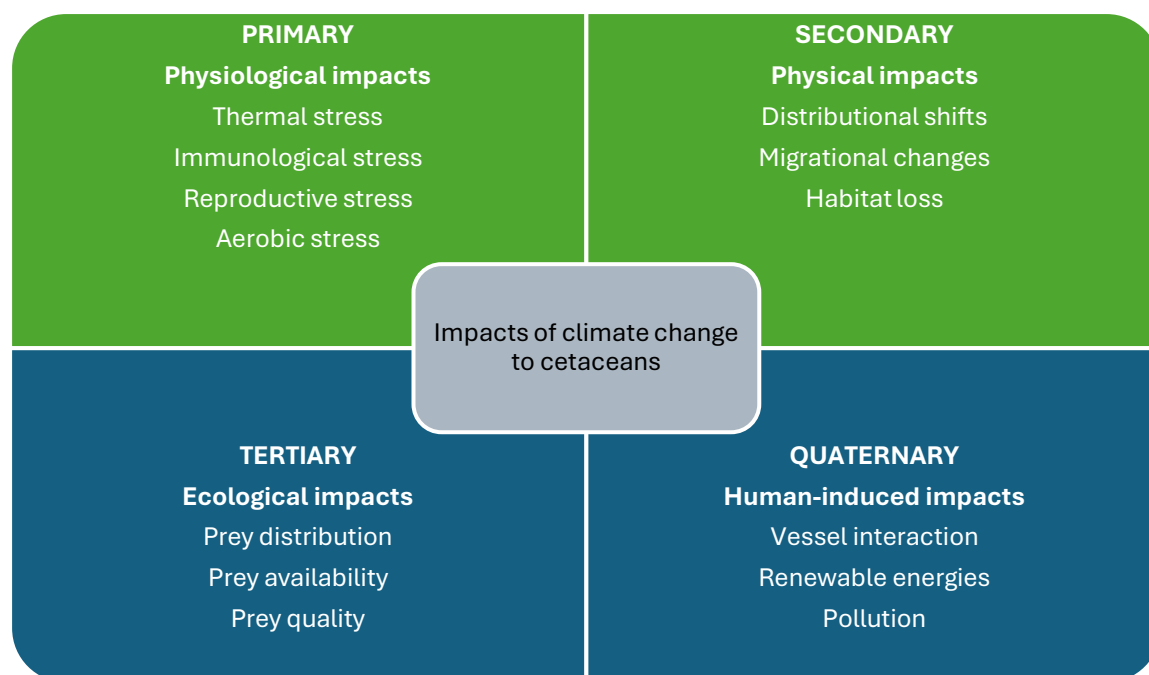 PRIMARY
Physiological impacts
Thermal stress
Immunological stress
Reproductive stress
Aerobic stress
SECONDARY
Physical impacts
Distributional shifts
Migrational changes
Habitat loss
Impacts of climate change
to cetaceans
TERTIARY
Ecological impacts
Prey distribution
Prey availability
Prey quality
QUATERNARY
Human-induced impacts
Vessel interaction
Renewable energies
Pollution